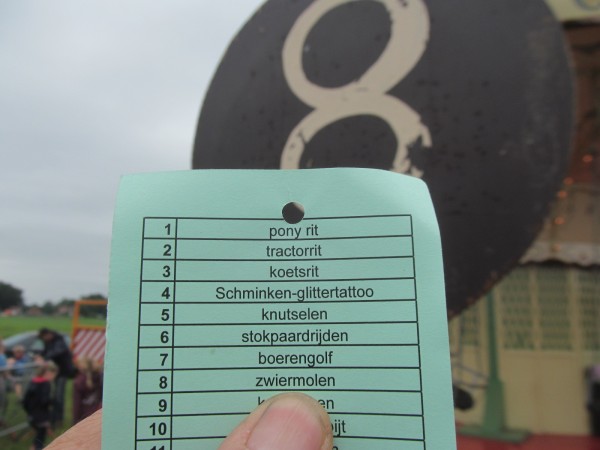 8
1 pony rit
2 tractorrit
3 koetsrit
4 Schminken-glittertattoo
5 knutselen
6 stokpaardrijden
7 boerengolf
8 zwiermolen
9
10
11